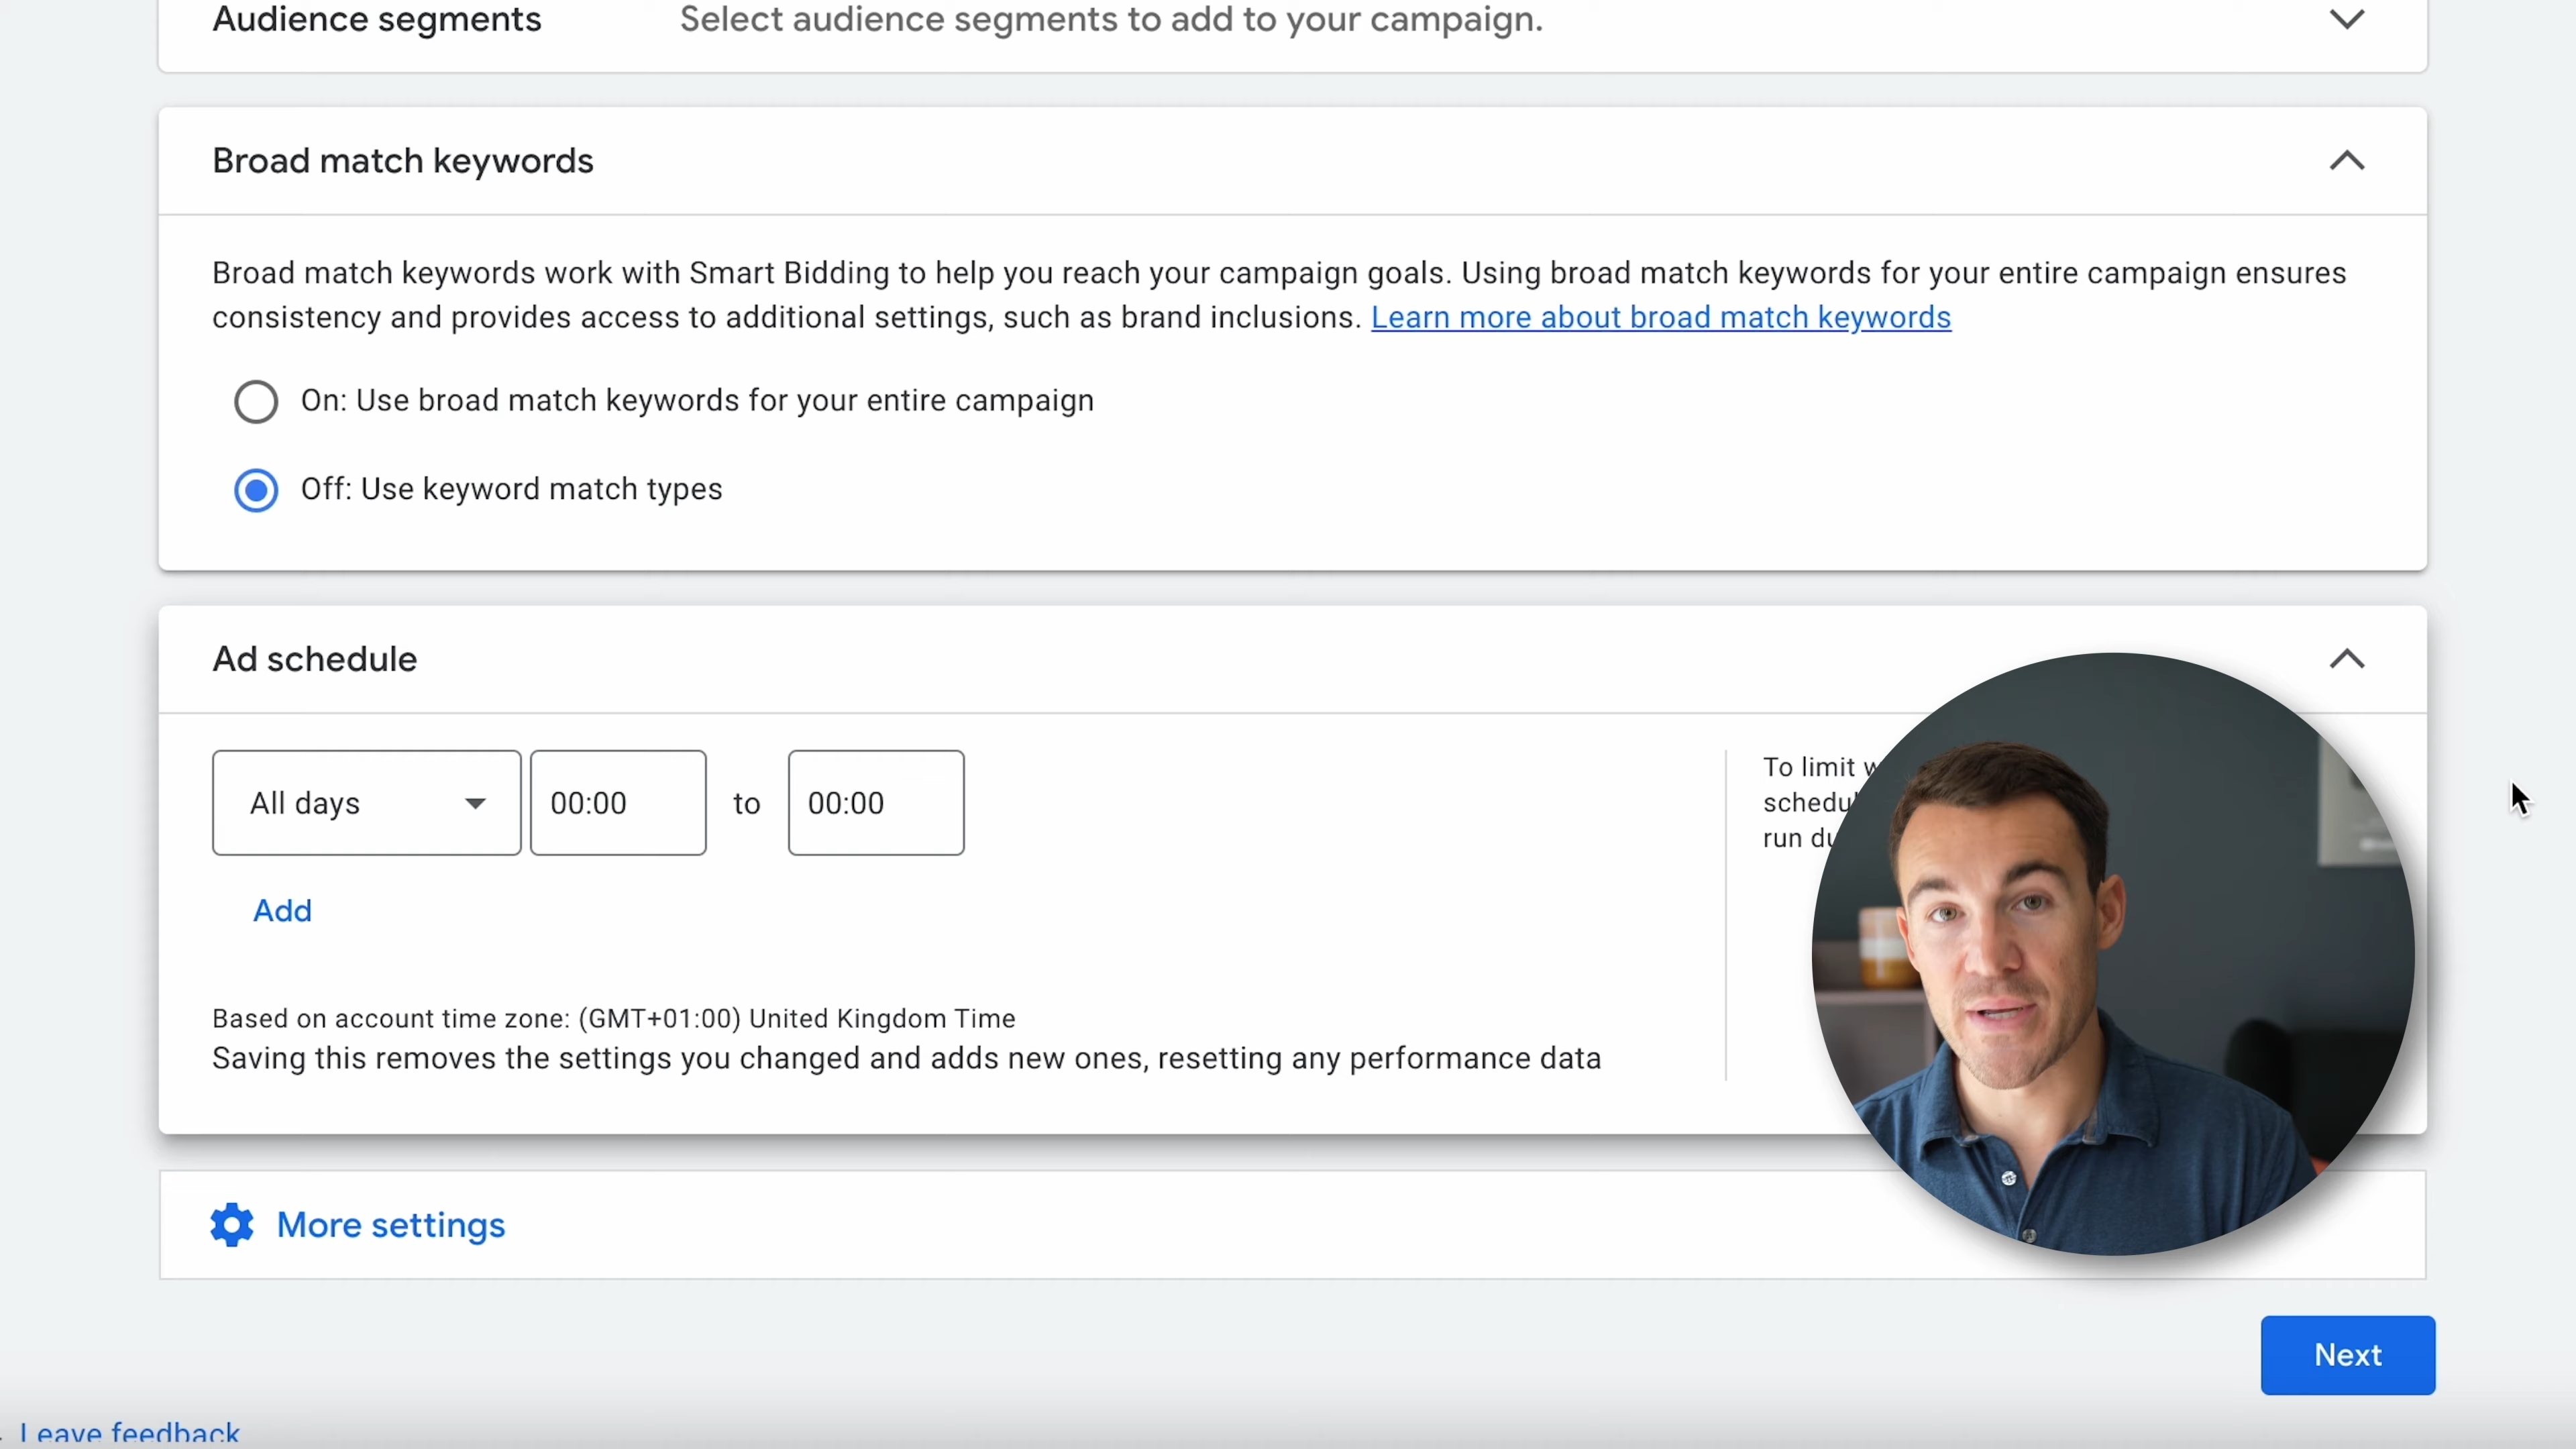 Audience segments Select audience segments to add to your campaign.
Broad match keywords
Broad match keywords work with Smart Bidding to help you reach your campaign goals. Using broad match keywords for your entire campaign ensures
consistency and provides access to additional settings, such as brand inclusions. Learn more about broad match keywords
On: Use broad match keywords for your entire campaign
Off: Use keyword match types
Ad schedule
All days 00:00 to 00:00
To limit
run
Add
Based on account time zone: (GMT+01:00) United Kingdom Time
Saving this removes the settings you changed and adds new ones, resetting any performance data
More settings
Next
Leave feedback